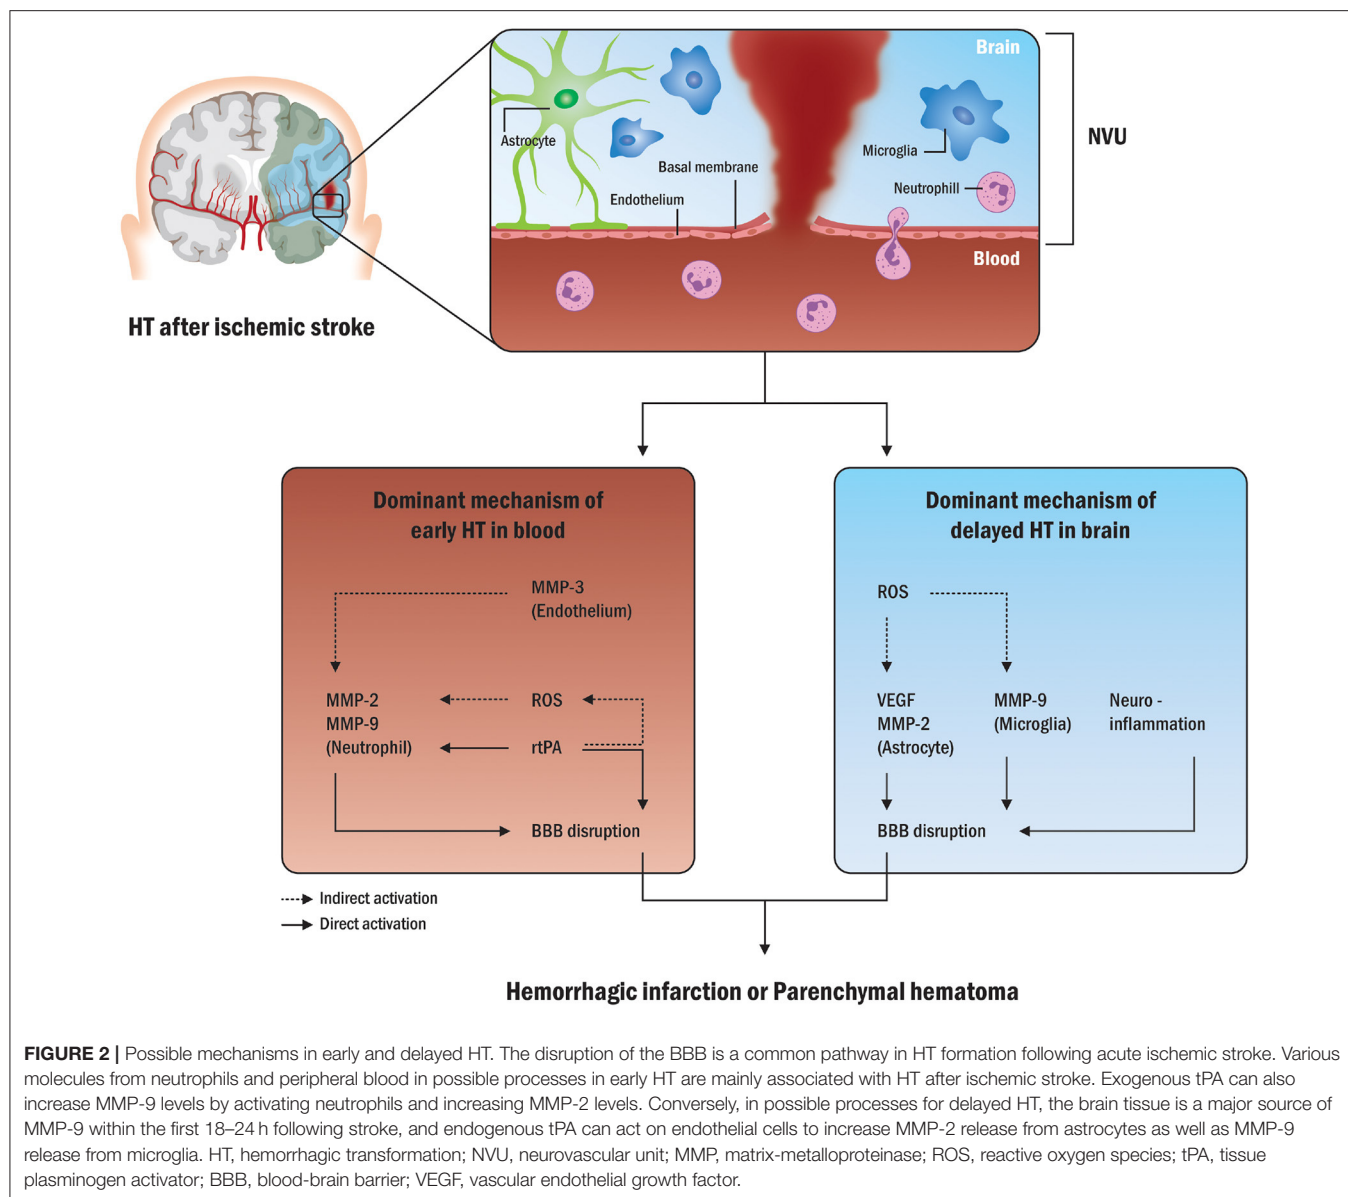 Brain
Astrocyte
Basal membrane
Endothelium
Microglia
Neutrophill
Blood
NVU
HT after ischemic stroke
Dominant mechanism of
early HT in blood
MMP-3
(Endothelium)
MMP-2
MMP-9
(Neutrophil)
ROS
rtPA
BBB disruption
Dominant mechanism of
delayed HT in brain
ROS
VEGF
MMP-2
(Astrocyte)
MMP-9
(Microglia)
Neuro -
inflammation
BBB disruption
Indirect activation
Direct activation
Hemorrhagic infarction or Parenchymal hematoma
FIGURE 2 | Possible mechanisms in early and delayed HT. The disruption of the BBB is a common pathway in HT formation following acute ischemic stroke. Various
molecules from neutrophils and peripheral blood in possible processes in early HT are mainly associated with HT after ischemic stroke. Exogenous tPA can also
increase MMP-9 levels by activating neutrophils and increasing MMP-2 levels. Conversely, in possible processes for delayed HT, the brain tissue is a major source of
MMP-9 within the first 18–24 h following stroke, and endogenous tPA can act on endothelial cells to increase MMP-2 release from astrocytes as well as MMP-9
release from microglia. HT, hemorrhagic transformation; NVU, neurovascular unit; MMP, matrix-metalloproteinase; ROS, reactive oxygen species; tPA, tissue
plasminogen activator; BBB, blood-brain barrier; VEGF, vascular endothelial growth factor.